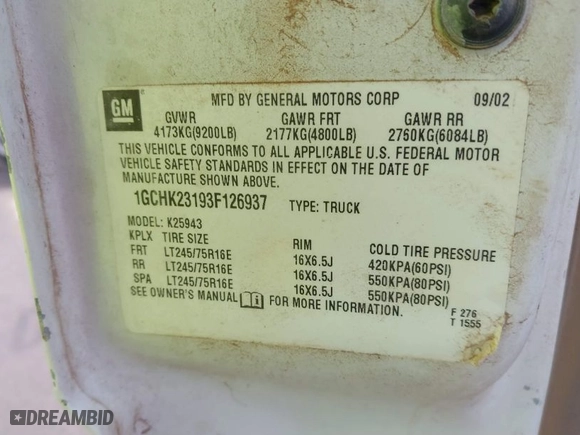 GM
MFD BY GENERAL MOTORS CORP 09/02
GVWR GAWR FRT GAWR RR
4173KG(9200LB) 2177KG(4800LB) 2760KG(6084LB)
THIS VEHICLE CONFORMS TO ALL APPLICABLE U.S. FEDERAL MOTOR
VEHICLE SAFETY STANDARDS IN EFFECT ON THE DATE OF
MANUFACTURE SHOWN ABOVE.
1GCHK23193F126937 TYPE: TRUCK
MODEL: K25943
KPLX TIRE SIZE RIM COLD TIRE PRESSURE
FRT LT245/75R16E 16X6.5J 420KPA(60PSI)
RR LT245/75R16E 16X6.5J 550KPA(80PSI)
SPA LT245/75R16E 16X6.5J 550KPA(80PSI)
SEE OWNER'S MANUAL FOR MORE INFORMATION.
F 276
T 1555
DREAMBID